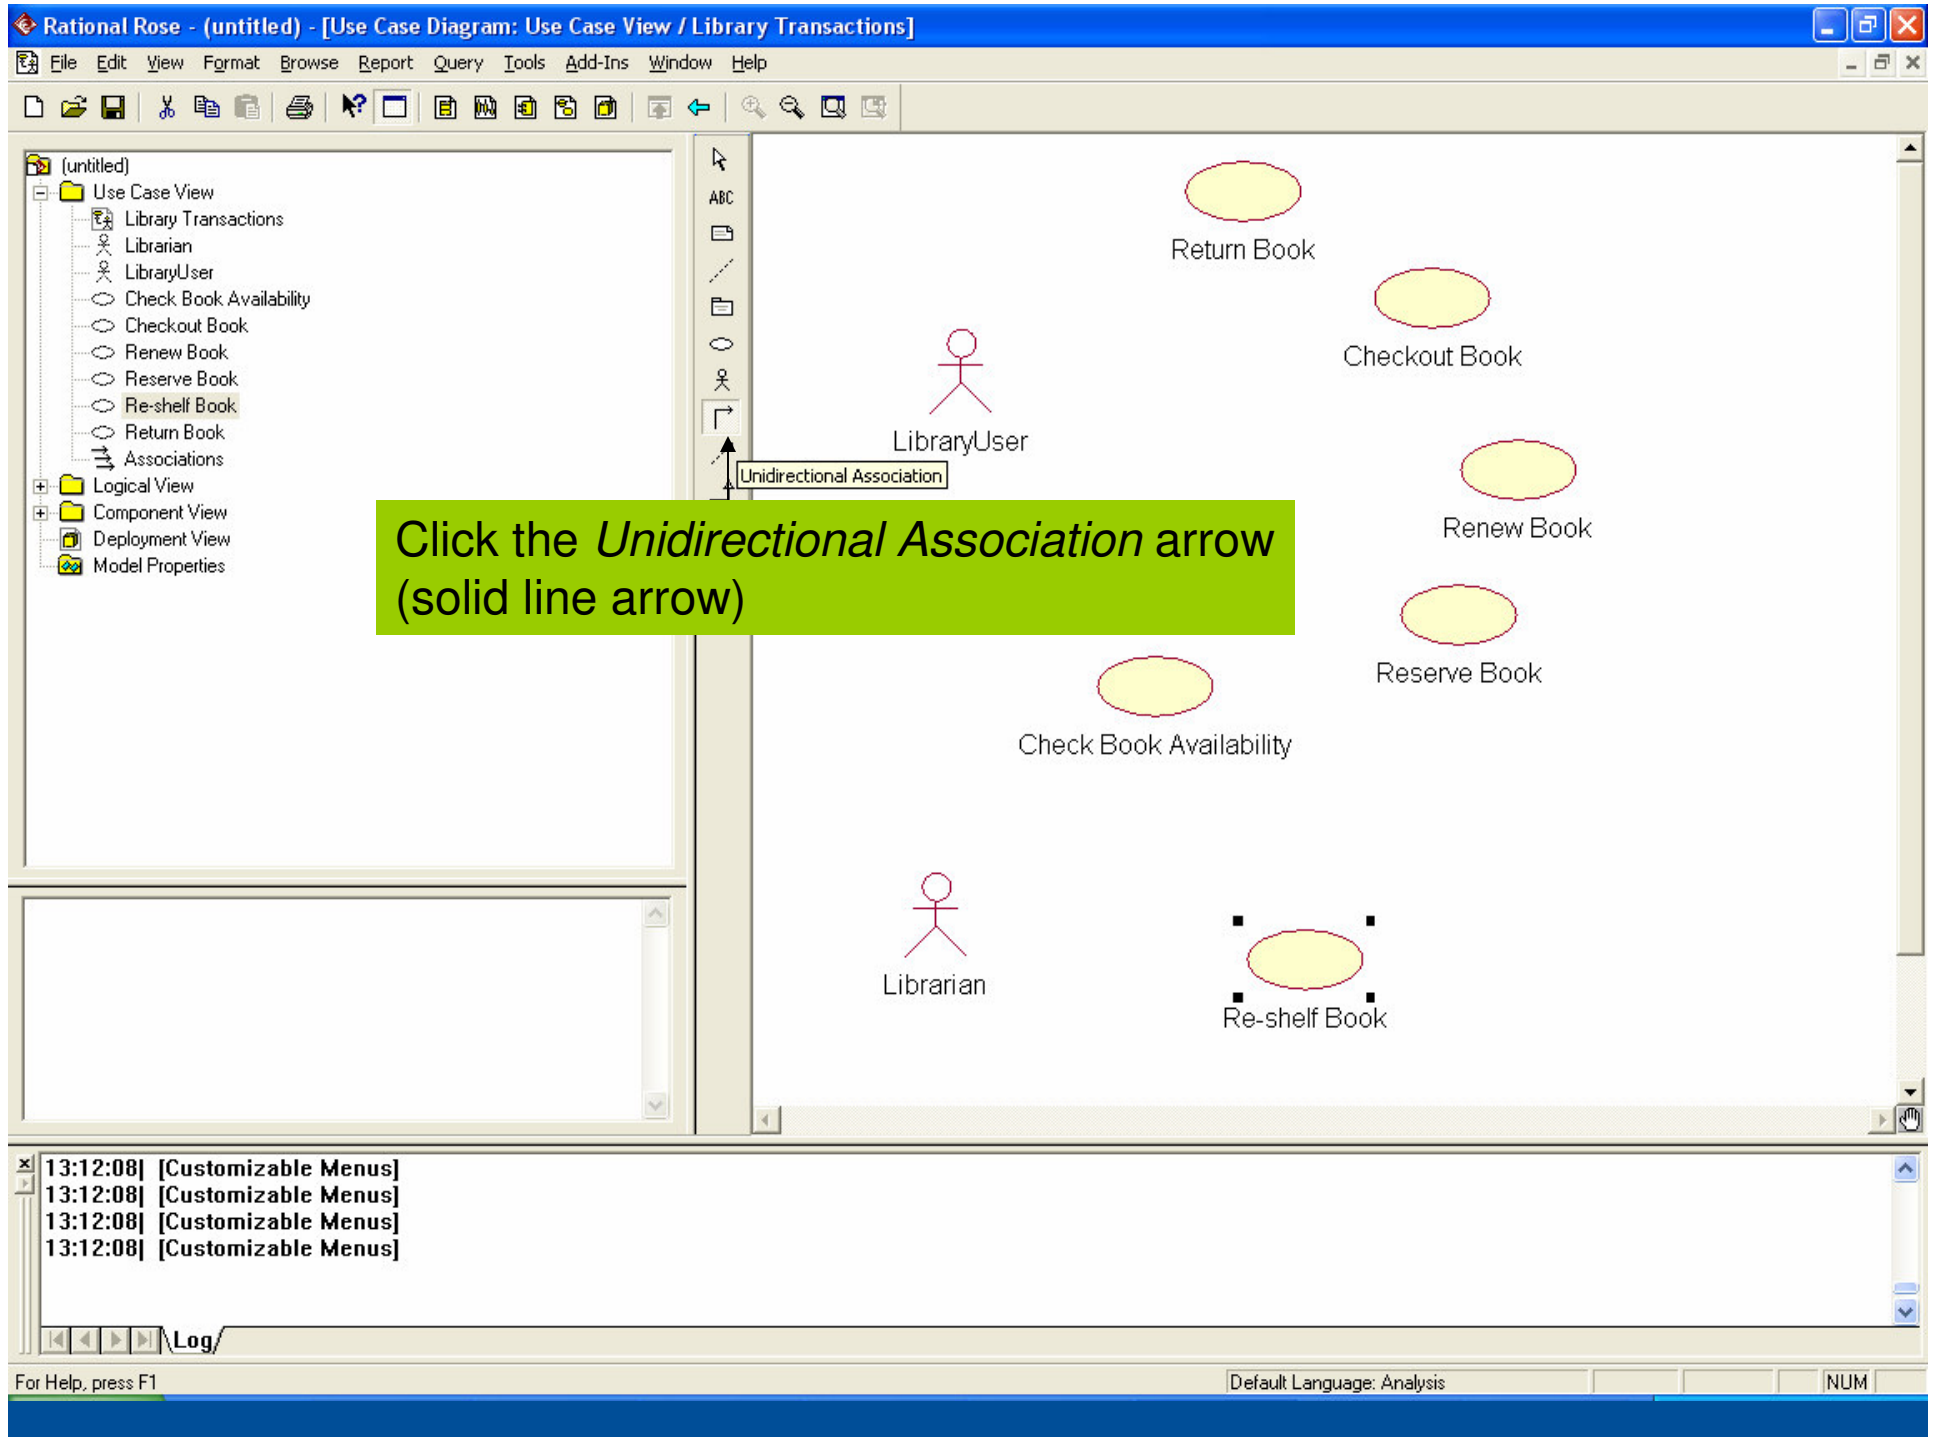 Rational Rose - (untitled) - [Use Case Diagram: Use Case View / Library Transactions]
File Edit View Format Browse Report Query Tools Add-Ins Window Help
(untitled)
Use Case View
Library Transactions
Librarian
LibraryUser
Check Book Availability
Checkout Book
Renew Book
Reserve Book
Re-shelf Book
Return Book
Associations
Logical View
Component View
Deployment View
Model Properties
ABC
Unidirectional Association
Click the Unidirectional Association arrow
(solid line arrow)
Return Book
Checkout Book
LibraryUser
Renew Book
Reserve Book
Check Book Availability
Librarian
Re-shelf Book
13:12:08| [Customizable Menus]
13:12:08| [Customizable Menus]
13:12:08| [Customizable Menus]
13:12:08| [Customizable Menus]
Log
For Help, press F1
Default Language: Analysis
NUM